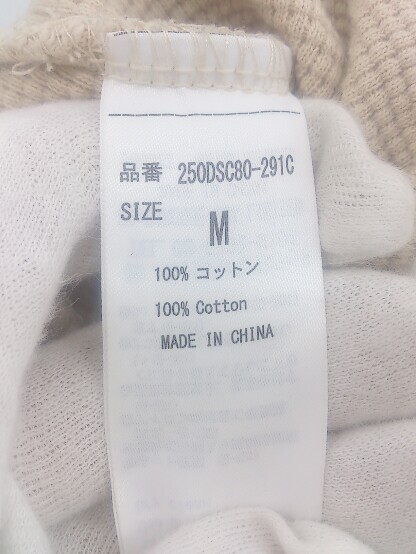 品番 250DSC80-291C
SIZE
M
100% コットン
100% Cotton
MADE IN CHINA